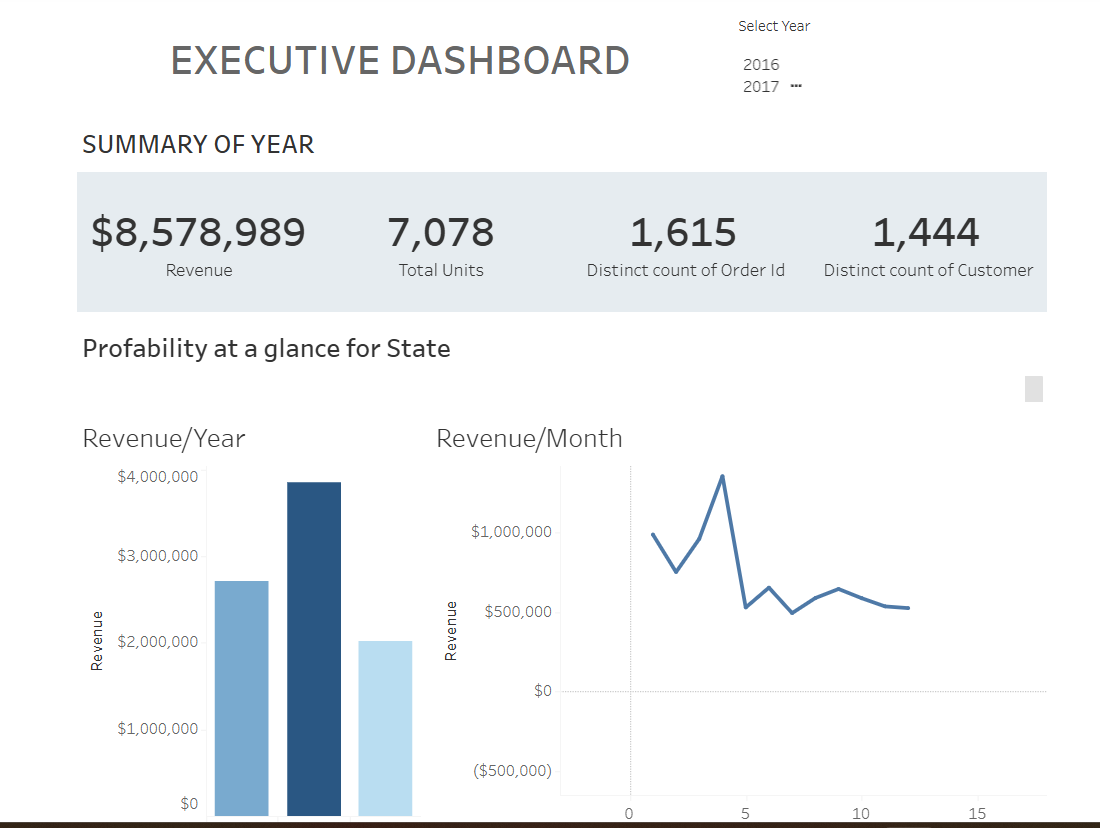 Select Year
EXECUTIVE DASHBOARD
2016
2017 ...
SUMMARY OF YEAR
$8,578,989 7,078 1,615 1,444
Revenue Total Units Distinct count of Order Id Distinct count of Customer
Profability at a glance for State
Revenue/Year
$4,000,000
$3,000,000
$2,000,000
$1,000,000
$0
Revenue
Revenue/Month
$1,000,000
$500,000
$0
($500,000)
Revenue
0 5 10 15